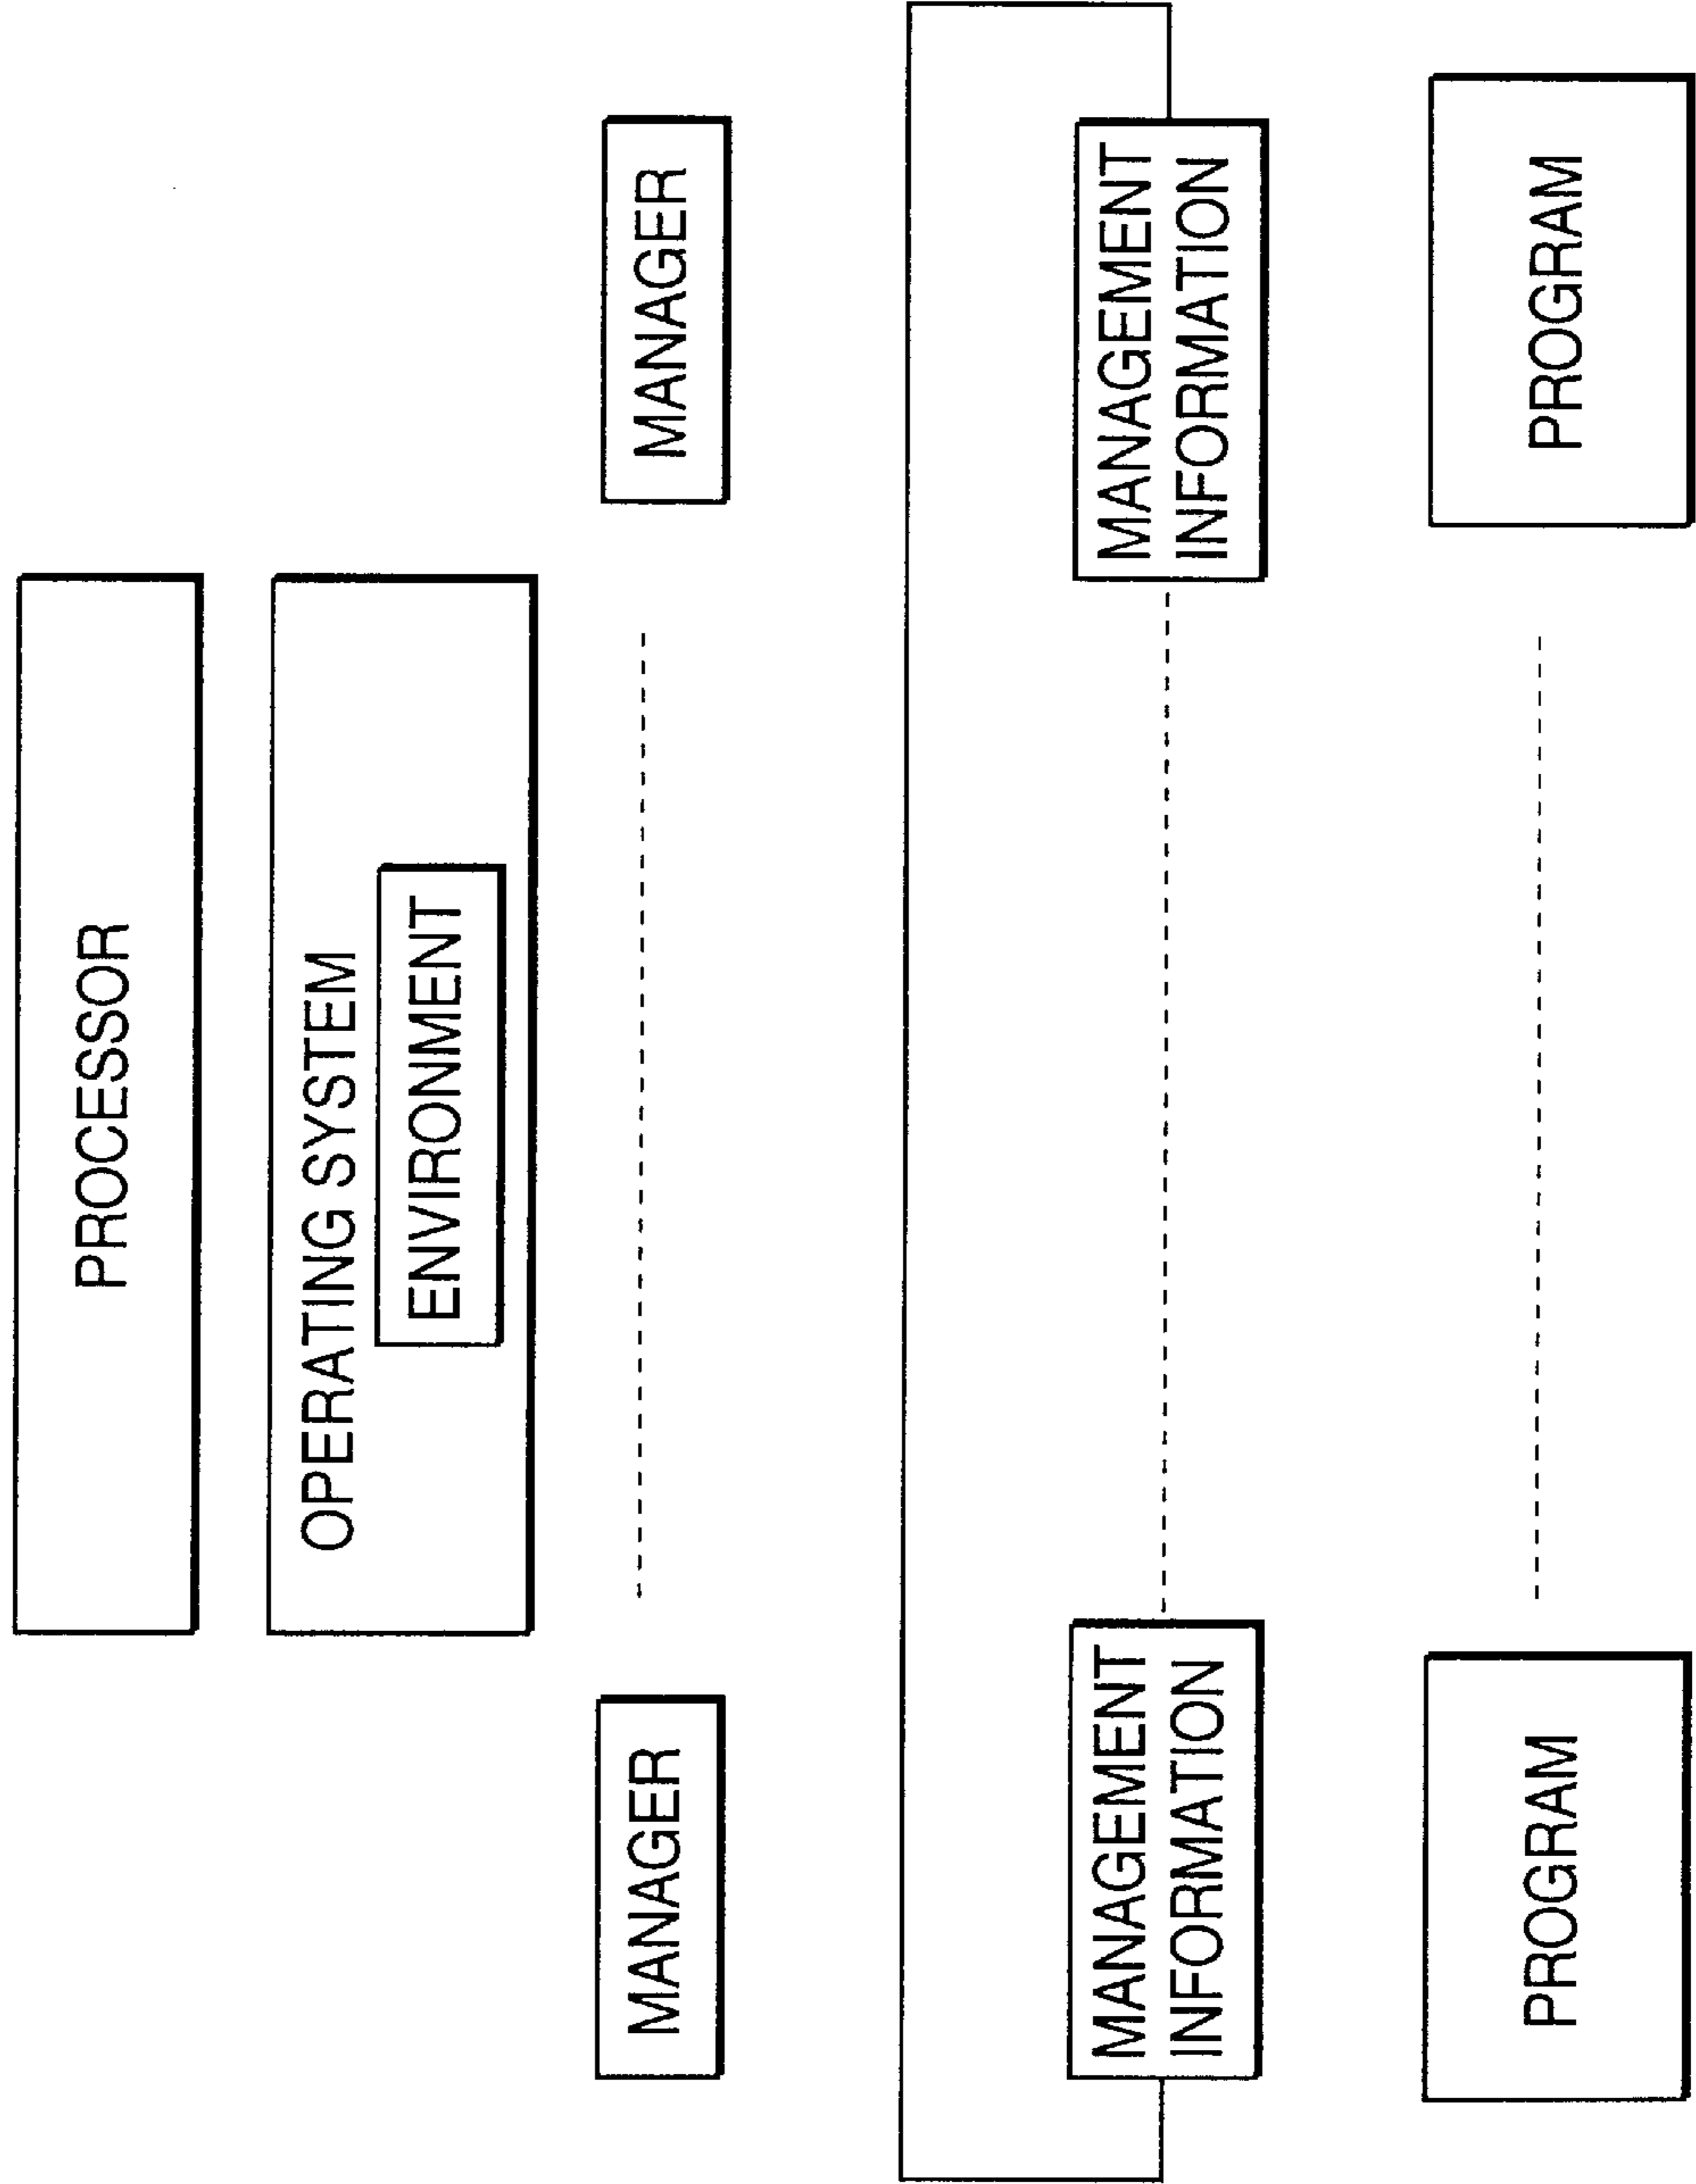 PROCESSOR
OPERATING SYSTEM
ENVIRONMENT
MANAGER
MANAGER
MANAGEMENT
INFORMATION
MANAGEMENT
INFORMATION
PROGRAM
PROGRAM